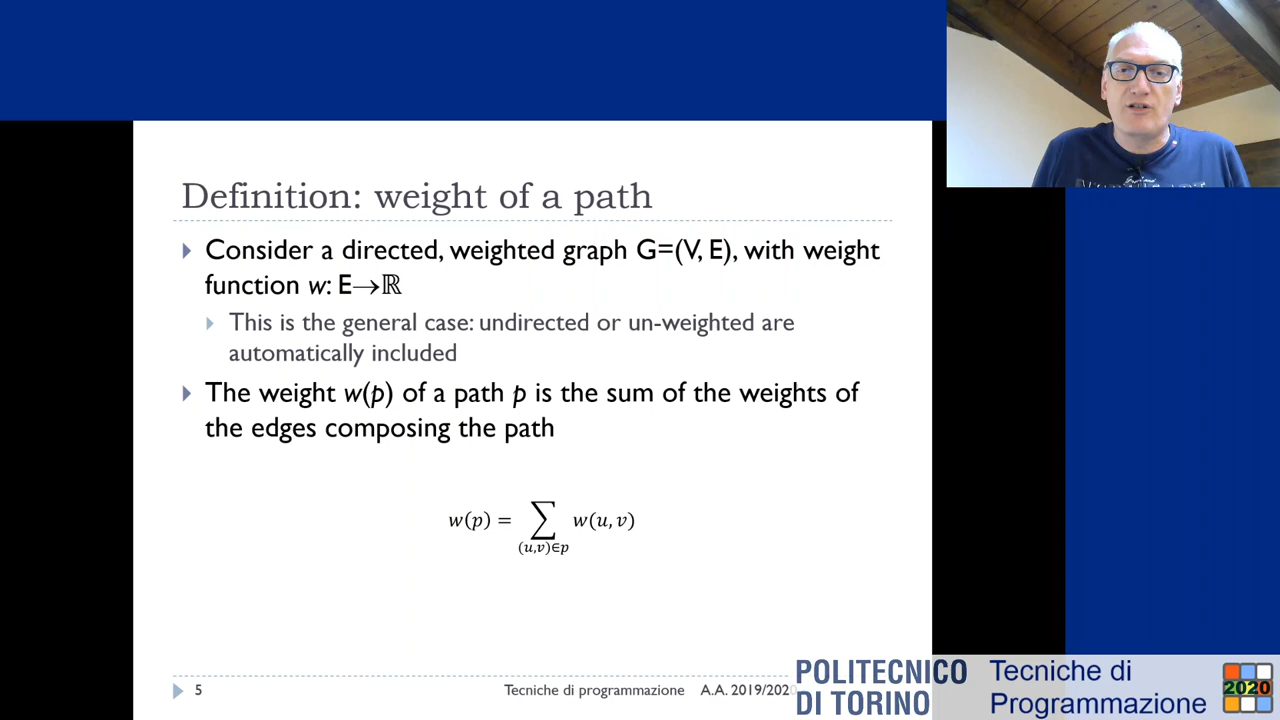 Definition: weight of a path
Consider a directed, weighted graph G=(V, E), with weight
function w: E→ℝ
This is the general case: undirected or un-weighted are
automatically included
The weight w(p) of a path p is the sum of the weights of
the edges composing the path
w(p) = ∑ w(u, v)
(u,v)∈p
5
Tecniche di programmazione A.A. 2019/2020
POLITECNICO
DI TORINO
Tecniche di
Programmazione
2020